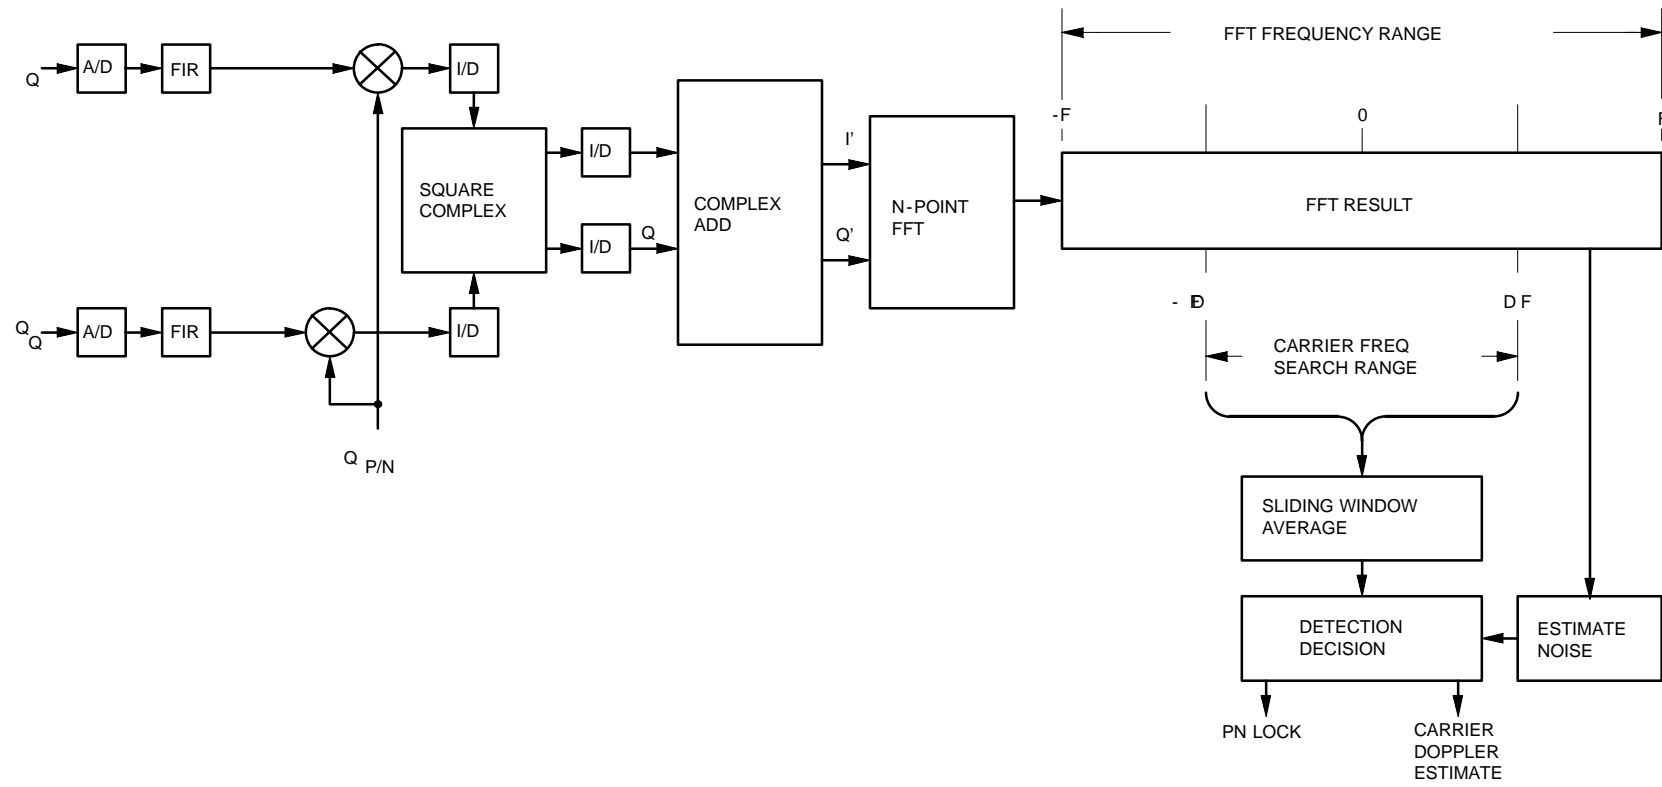 FFT FREQUENCY RANGE
-F
0
F
Q
A/D
FIR
I/D
SQUARE
COMPLEX
I/D
I/D
Q
COMPLEX
ADD
I'
Q'
N-POINT
FFT
FFT RESULT
Q
Q
A/D
FIR
I/D
Q P/N
D F
CARRIER FREQ
SEARCH RANGE
SLIDING WINDOW
AVERAGE
DETECTION
DECISION
ESTIMATE
NOISE
PN LOCK
CARRIER
DOPPLER
ESTIMATE